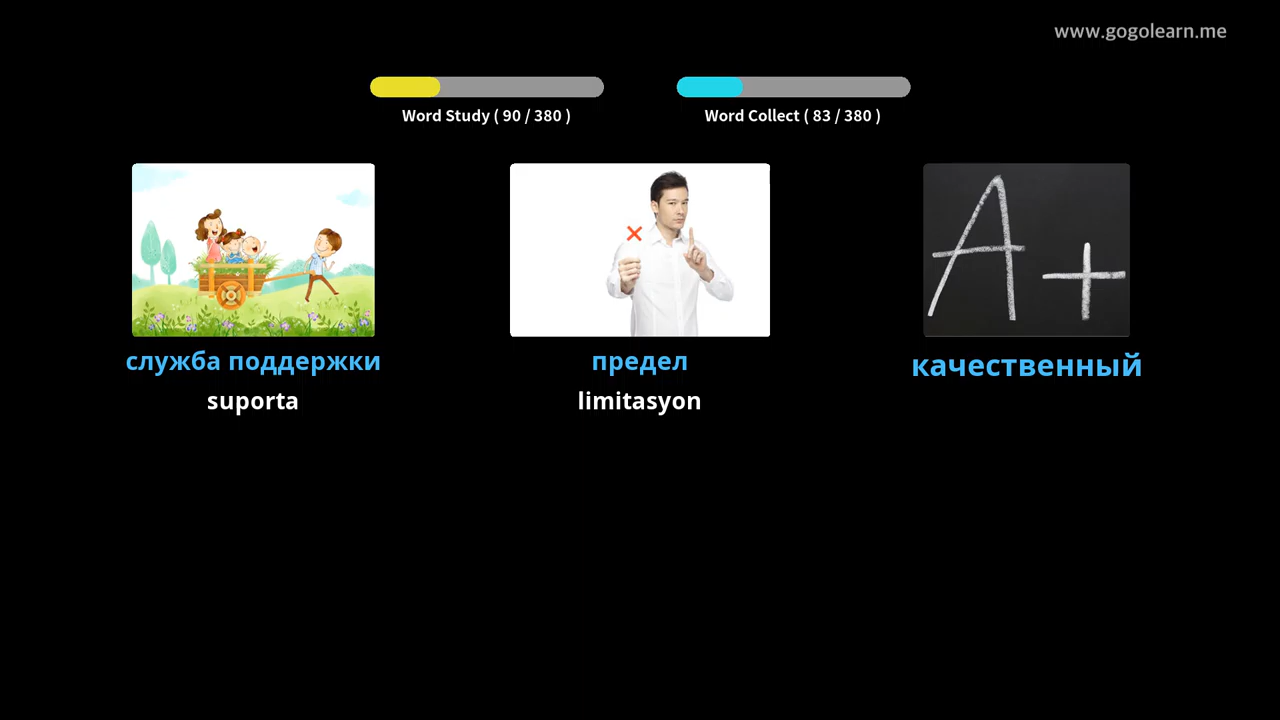 www.gogolearn.me
Word Study ( 90 / 380 )
Word Collect ( 83 / 380 )
A+
служба поддержки
suporta
предел
limitasyon
качественный